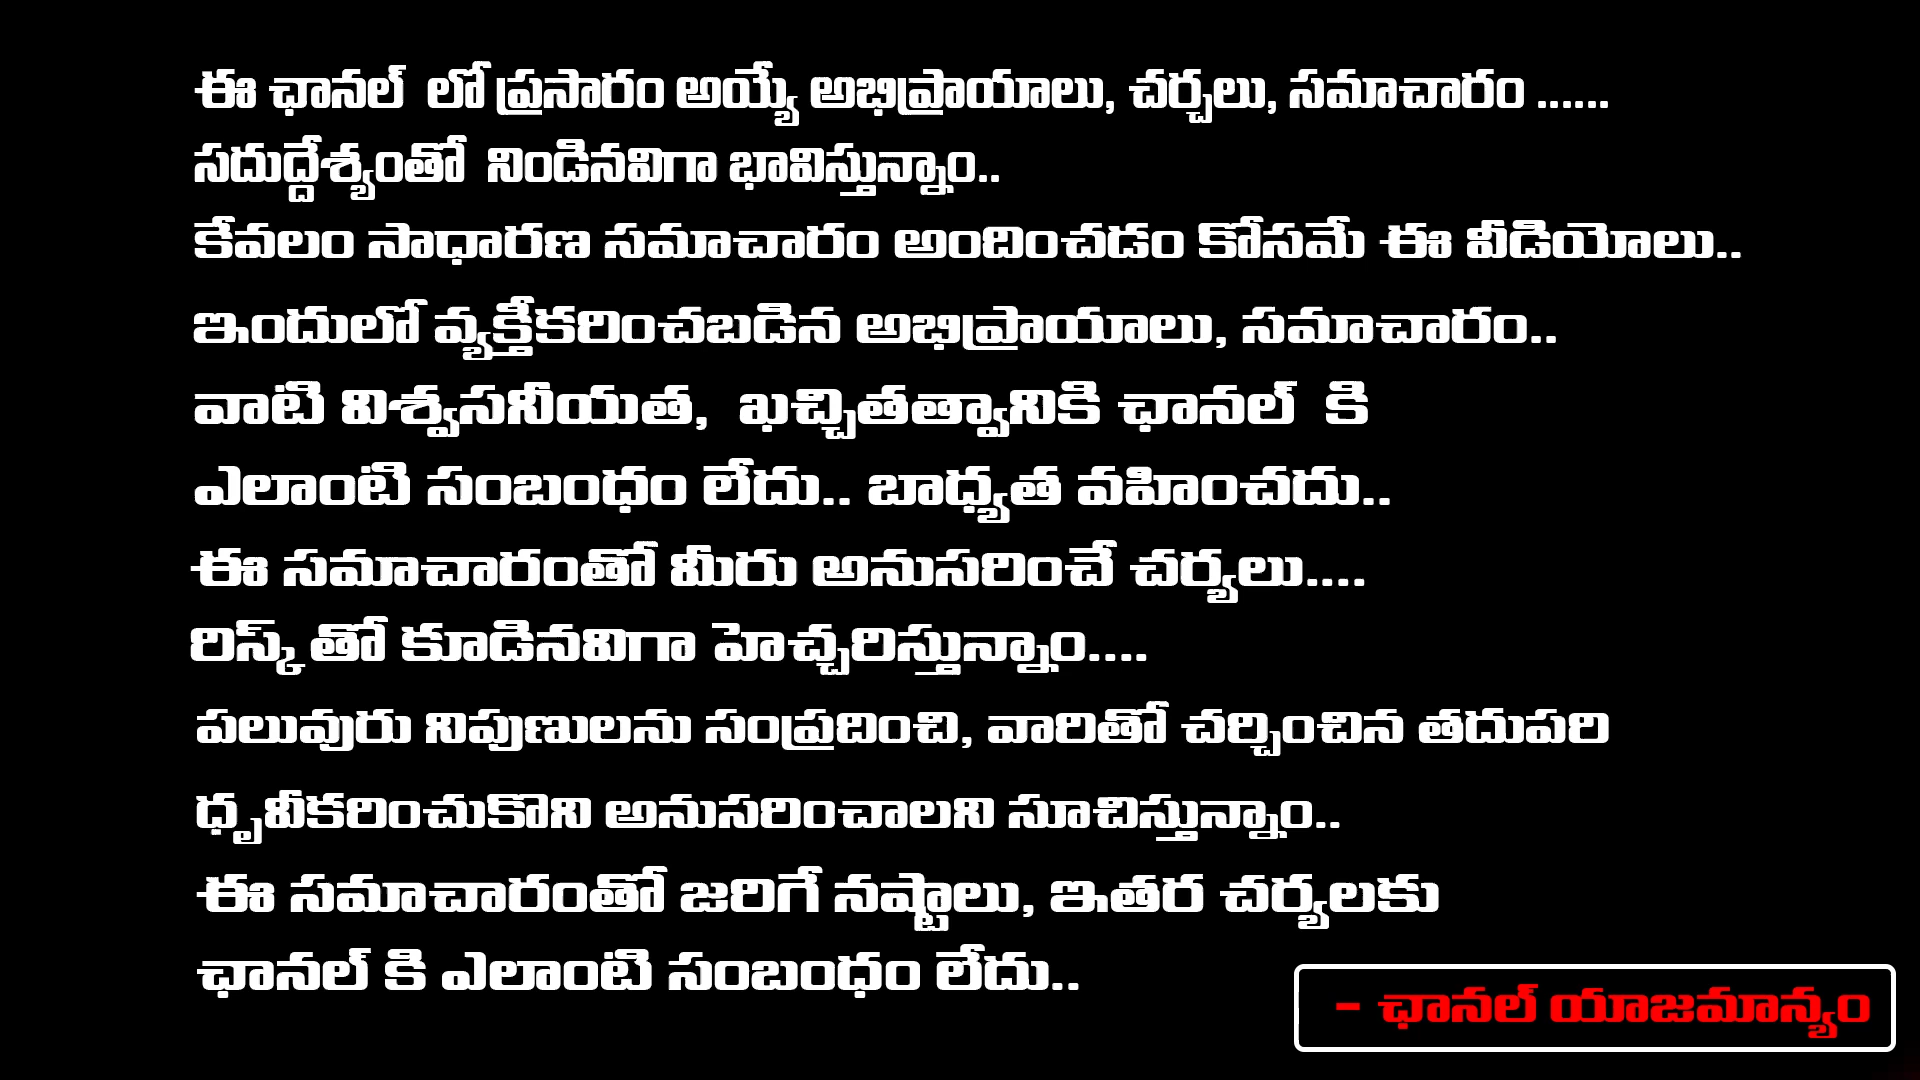 ఈ ఛానల్ లో ప్రసారం అయ్యే అభిప్రాయాలు, చర్చలు, సమాచారం ......
సదుద్దేశ్యంతో నిండినవిగా భావిస్తున్నాం..
కేవలం సాధారణ సమాచారం అందించడం కోసమే ఈ వీడియోలు..
ఇందులో వ్యక్తీకరించబడిన అభిప్రాయాలు, సమాచారం..
వాటి విశ్వసనీయత, ఖచ్చితత్వానికి ఛానల్ కి
ఎలాంటి సంబంధం లేదు.. బాధ్యత వహించదు..
ఈ సమాచారంతో మీరు అనుసరించే చర్యలు....
రిస్క్ తో కూడినవిగా హెచ్చరిస్తున్నాం....
పలువురు నిపుణులను సంప్రదించి, వారితో చర్చించిన తదుపరి
ధృవీకరించుకొని అనుసరించాలని సూచిస్తున్నాం..
ఈ సమాచారంతో జరిగే నష్టాలు, ఇతర చర్యలకు
ఛానల్ కి ఎలాంటి సంబంధం లేదు..
- ఛానల్ యాజమాన్యం